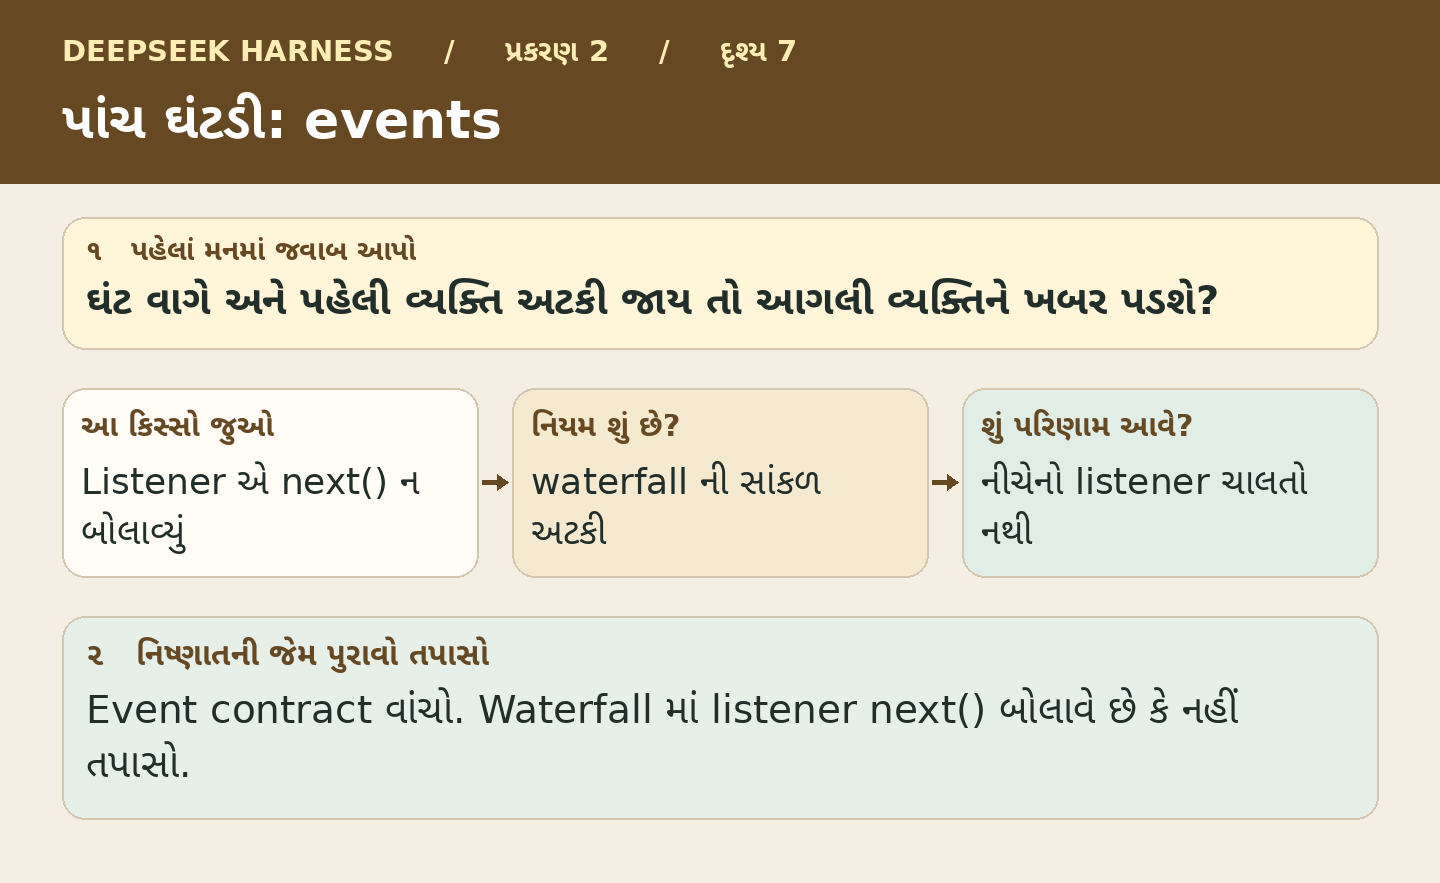 DEEPSEEK HARNESS / પ્રકરણ 2 / દૃશ્ય 7
પાંચ ઘંટડી: events
૧ પહેલાં મનમાં જવાબ આપો
ઘંટ વાગે અને પહેલી વ્યક્તિ અટકી જાય તો આગલી વ્યક્તિને ખબર પડશે?
આ કિસ્સો જુઓ
Listener એ next() ન
બોલાવ્યું
નિયમ શું છે?
waterfall ની સાંકળ
અટકી
શું પરિણામ આવે?
નીચેનો listener ચાલતો
નથી
૨ નિષ્ણાતની જેમ પુરાવો તપાસો
Event contract વાંચો. Waterfall માં listener next() બોલાવે છે કે નહીં
તપાસો.